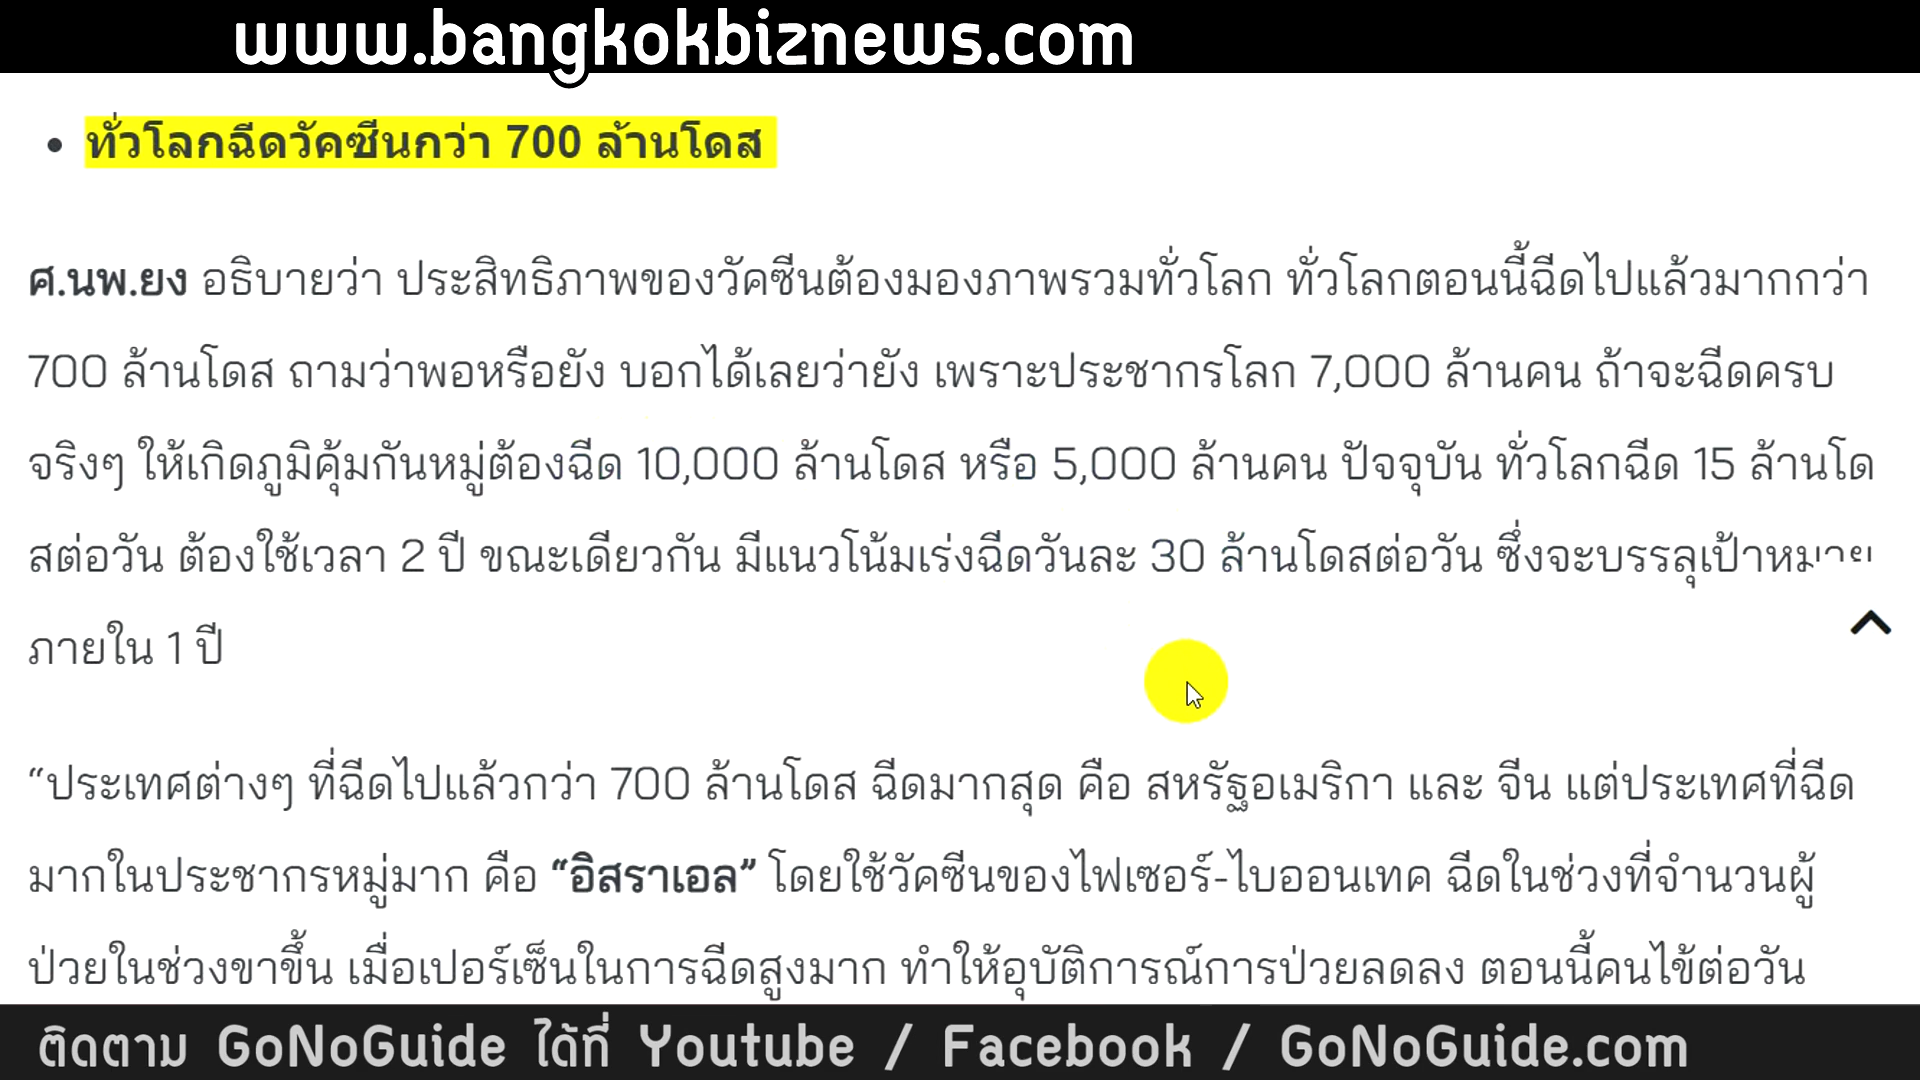 www.bangkokbiznews.com
• ทั่วโลกฉีดวัคซีนกว่า 700 ล้านโดส
ศ.นพ.ยง อธิบายว่า ประสิทธิภาพของวัคซีนต้องมองภาพรวมทั่วโลก ทั่วโลกตอนนี้ฉีดไปแล้วมากกว่า
700 ล้านโดส ถามว่าพอหรือยัง บอกได้เลยว่ายัง เพราะประชากรโลก 7,000 ล้านคน ถ้าจะฉีดครบ
จริงๆ ให้เกิดภูมิคุ้มกันหมู่ต้องฉีด 10,000 ล้านโดส หรือ 5,000 ล้านคน ปัจจุบัน ทั่วโลกฉีด 15 ล้านโด
สต่อวัน ต้องใช้เวลา 2 ปี ขณะเดียวกัน มีแนวโน้มเร่งฉีดวันละ 30 ล้านโดสต่อวัน ซึ่งจะบรรลุเป้าหมาย
ภายใน 1 ปี
“ประเทศต่างๆ ที่ฉีดไปแล้วกว่า 700 ล้านโดส ฉีดมากสุด คือ สหรัฐอเมริกา และ จีน แต่ประเทศที่ฉีด
มากในประชากรหมู่มาก คือ “อิสราเอล” โดยใช้วัคซีนของไฟเซอร์-ไบออนเทค ฉีดในช่วงที่จำนวนผู้
ป่วยในช่วงขาขึ้น เมื่อเปอร์เซ็นในการฉีดสูงมาก ทำให้อุบัติการณ์การป่วยลดลง ตอนนี้คนไข้ต่อวัน
ติดตาม GoNoGuide ได้ที่ Youtube / Facebook / GoNoGuide.com